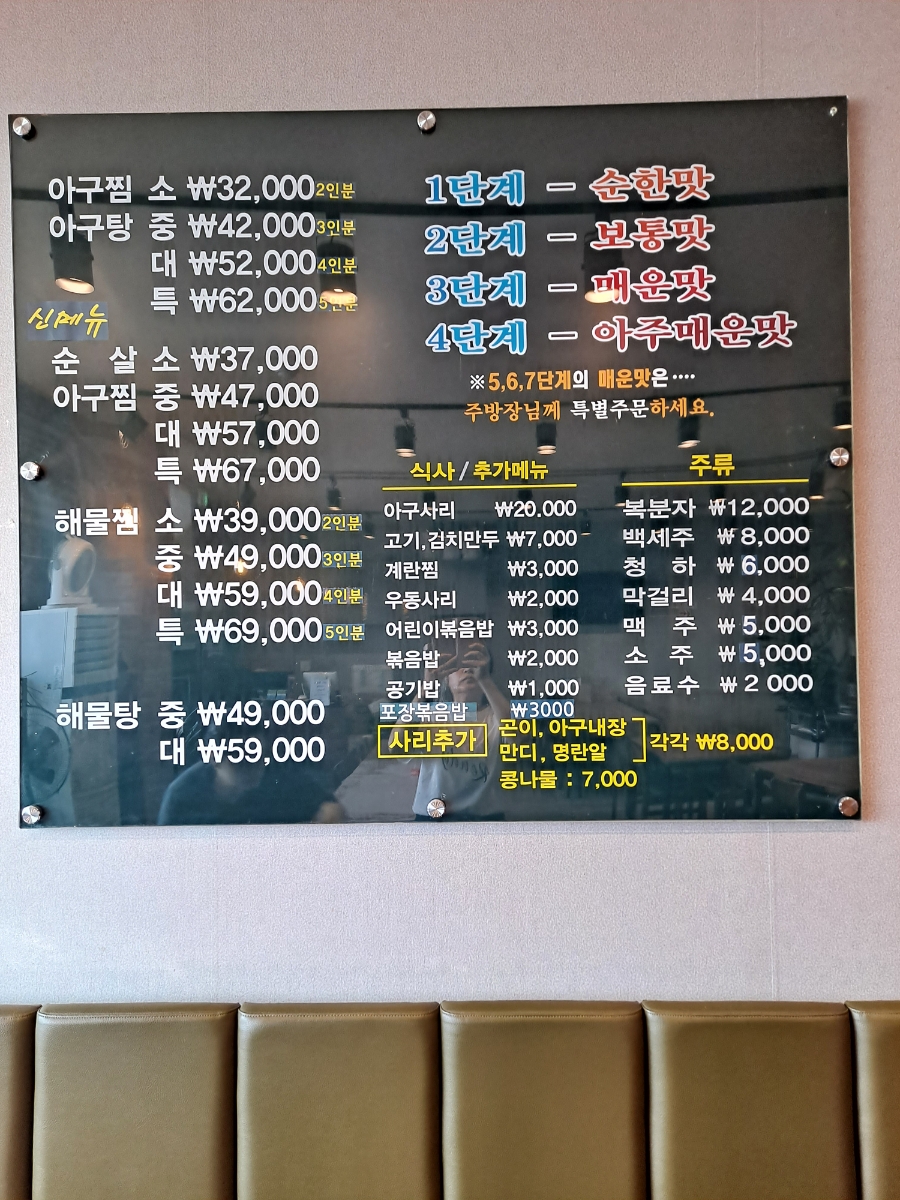 아구찜 소 ₩32,000 2인분
아구탕 중 ₩42,000 3인분
대 ₩52,000 4인분
특 ₩62,000 5인분
신메뉴
순 살 소 ₩37,000
아구찜 중 ₩47,000
대 ₩57,000
특 ₩67,000
해물찜 소 ₩39,000 2인분
중 ₩49,000 3인분
대 ₩59,000 4인분
특 ₩69,000 5인분
해물탕 중 ₩49,000
대 ₩59,000
1단계 - 순한맛
2단계 - 보통맛
3단계 - 매운맛
4단계 - 아주매운맛
※5,6,7단계의 매운맛은····
주방장님께 특별주문하세요.
식사 / 추가메뉴
아구사리 ₩20.000
고기,김치만두 ₩7,000
계란찜 ₩3,000
우동사리 ₩2,000
어린이볶음밥 ₩3,000
볶음밥 ₩2,000
공기밥 ₩1,000
포장볶음밥 ₩3000
주류
복분자 ₩12,000
백세주 ₩8,000
청 하 ₩6,000
막걸리 ₩4,000
맥 주 ₩5,000
소 주 ₩5,000
음료수 ₩2 000
사리추가 곤이, 아구내장
만디, 명란알 ] 각각 ₩8,000
콩나물 : 7,000